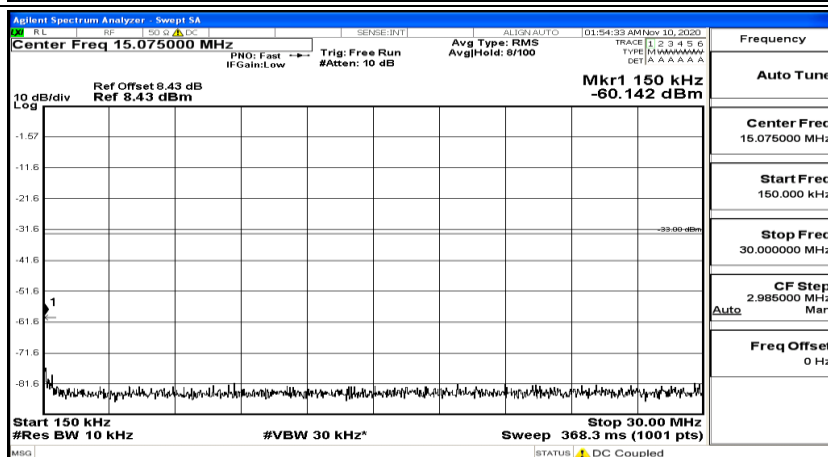 Agilent Spectrum Analyzer - Swept SA
LXI RL RF 50 Ω DC SENSE:INT ALIGN AUTO 01:54:33 AM Nov 10, 2020
Center Freq 15.075000 MHz
PNO: Fast
IFGain:Low
Trig: Free Run
#Atten: 10 dB
Avg Type: RMS
Avg|Hold: 8/100
TRACE 1 2 3 4 5 6
TYPE M WWWWW
DET A A A A A A
Ref Offset 8.43 dB
Ref 8.43 dBm
10 dB/div
Log
Mkr1 150 kHz
-60.142 dBm
-1.57
-11.6
-21.6
-31.6
-33.00 dBm
-41.6
-51.6
1
-61.6
-71.6
-81.6
Start 150 kHz
Stop 30.00 MHz
#Res BW 10 kHz
#VBW 30 kHz*
Sweep 368.3 ms (1001 pts)
MSG
STATUS
DC Coupled
Frequency
Auto Tune
Center Freq
15.075000 MHz
Start Freq
150.000 kHz
Stop Freq
30.000000 MHz
CF Step
2.985000 MHz
Auto Man
Freq Offset
0 Hz